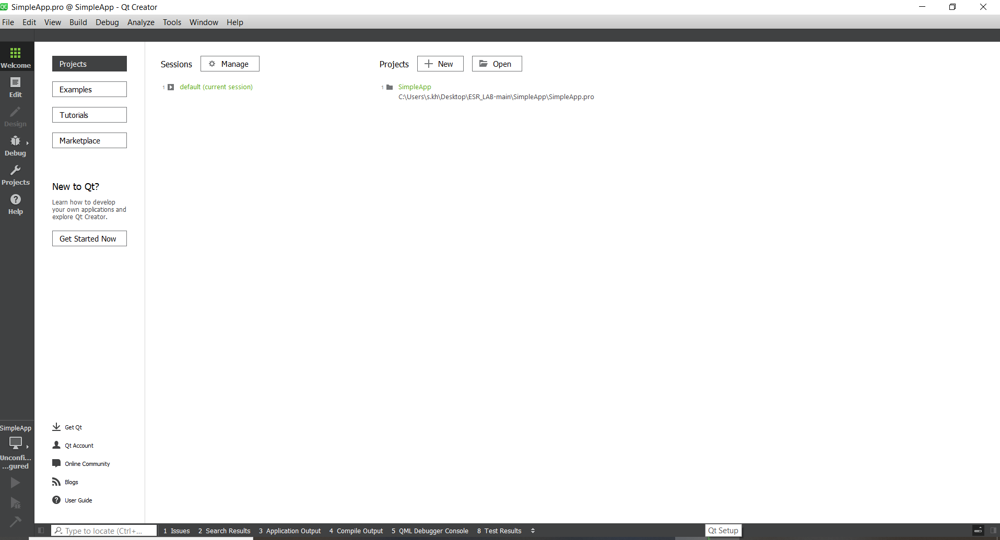 QC SimpleApp.pro @ SimpleApp - Qt Creator
File Edit View Build Debug Analyze Tools Window Help
Welcome
Edit
Design
Debug
Projects
Help
SimpleApp
Unconfi...
...gured
Projects
Examples
Tutorials
Marketplace
New to Qt?
Learn how to develop
your own applications and
explore Qt Creator.
Get Started Now
Get Qt
Qt Account
Online Community
Blogs
User Guide
Sessions Manage
1 default (current session)
Projects New Open
1 SimpleApp
C:\Users\s.kh\Desktop\ESR_LAB-main\SimpleApp\SimpleApp.pro
Type to locate (Ctrl+... 1 Issues 2 Search Results 3 Application Output 4 Compile Output 5 QML Debugger Console 8 Test Results
Qt Setup